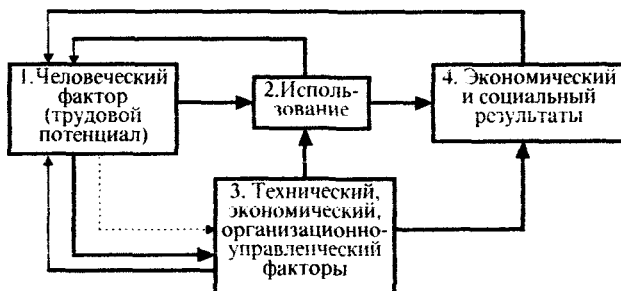 1.Человеческий
фактор
(трудовой
потенциал)
2.Исполь-
зование
4. Экономический
и социальный
результаты
3. Технический,
экономический,
организационно-
управленческий
факторы